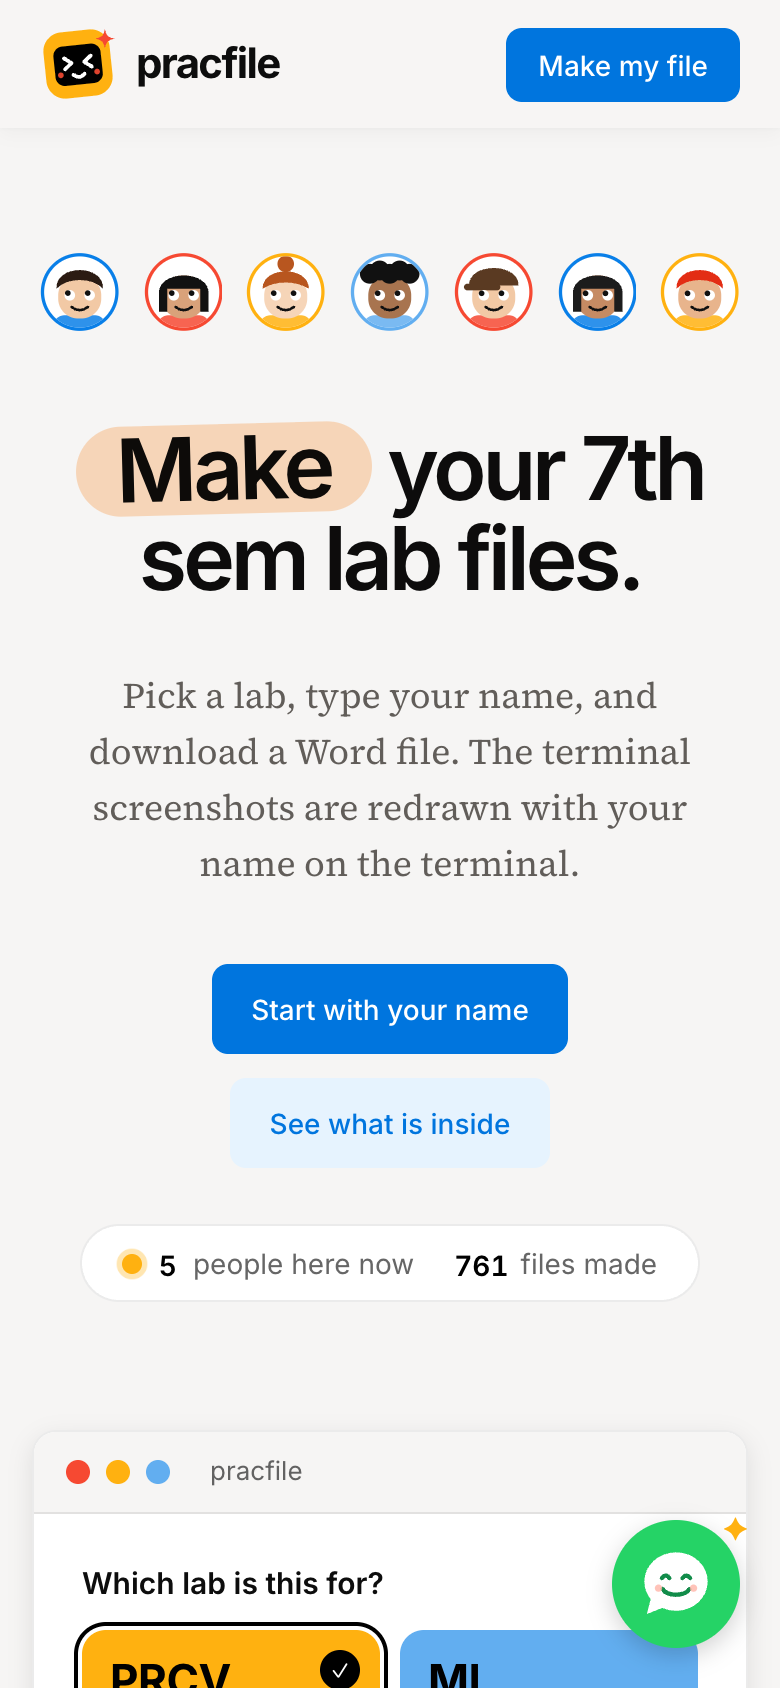 pracfile
Make my file
Make your 7th
sem lab files.
Pick a lab, type your name, and
download a Word file. The terminal
screenshots are redrawn with your
name on the terminal.
Start with your name
See what is inside
5 people here now 761 files made
pracfile
Which lab is this for?
PRCV ML